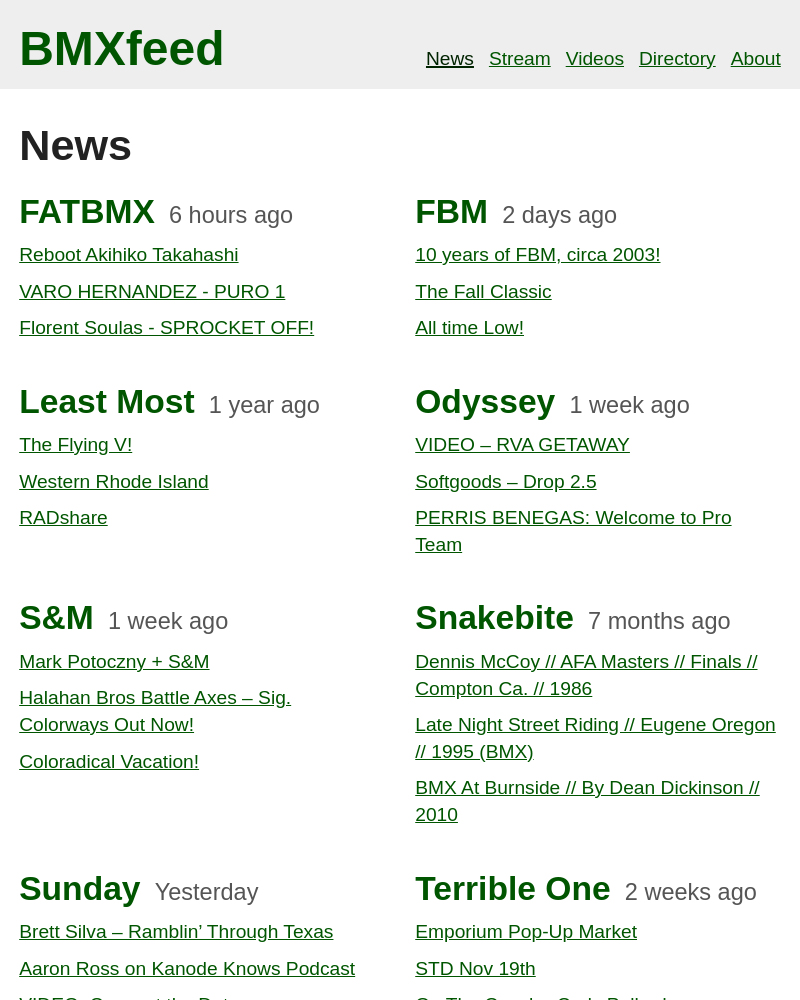 BMXfeed
News Stream Videos Directory About
News
FATBMX 6 hours ago
Reboot Akihiko Takahashi
VARO HERNANDEZ - PURO 1
Florent Soulas - SPROCKET OFF!
FBM 2 days ago
10 years of FBM, circa 2003!
The Fall Classic
All time Low!
Least Most 1 year ago
The Flying V!
Western Rhode Island
RADshare
Odyssey 1 week ago
VIDEO – RVA GETAWAY
Softgoods – Drop 2.5
PERRIS BENEGAS: Welcome to Pro
Team
S&M 1 week ago
Mark Potoczny + S&M
Halahan Bros Battle Axes – Sig.
Colorways Out Now!
Coloradical Vacation!
Snakebite 7 months ago
Dennis McCoy // AFA Masters // Finals //
Compton Ca. // 1986
Late Night Street Riding // Eugene Oregon
// 1995 (BMX)
BMX At Burnside // By Dean Dickinson //
2010
Sunday Yesterday
Brett Silva – Ramblin’ Through Texas
Aaron Ross on Kanode Knows Podcast
Terrible One 2 weeks ago
Emporium Pop-Up Market
STD Nov 19th